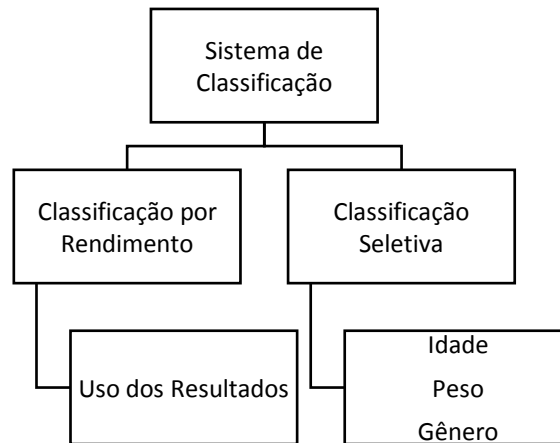 Sistema de
Classificação
Classificação por
Rendimento
Classificação
Seletiva
Uso dos Resultados
Idade
Peso
Gênero